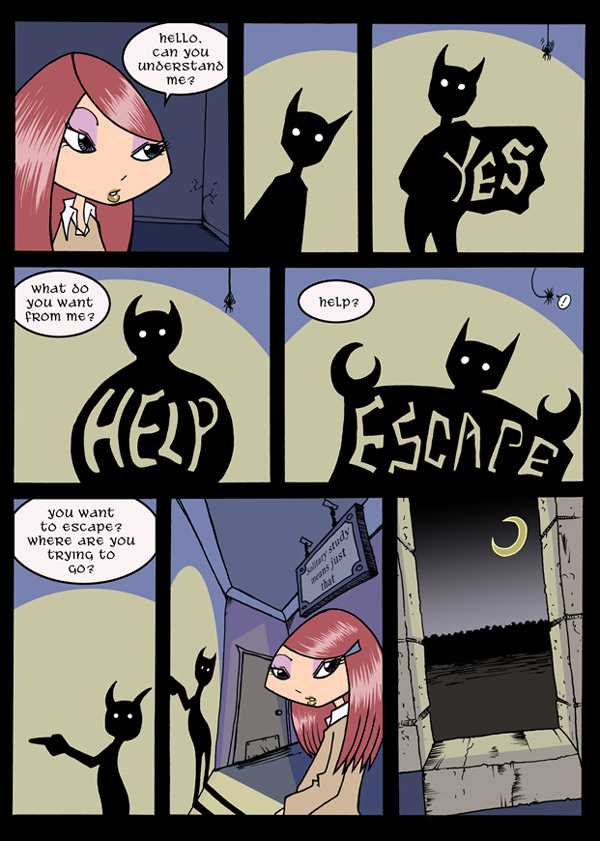 hello.
can you
understand
me?
YES
what do
you want
from me?
HELP
help?
!
ESCAPE
you want
to escape?
where are you
trying to
go?
Solitary study
means just
that